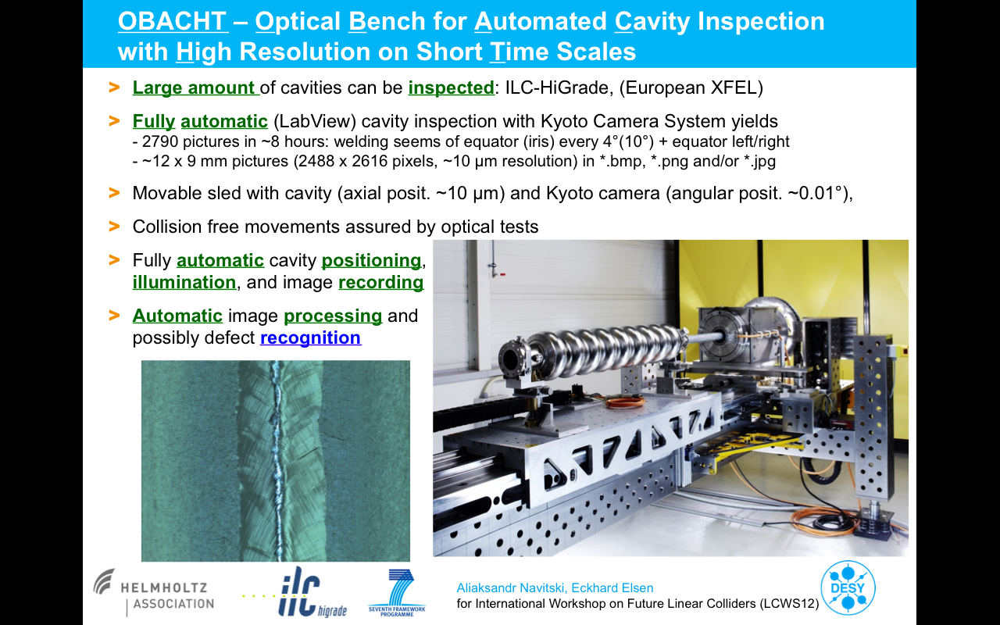 OBACHT – Optical Bench for Automated Cavity Inspection
with High Resolution on Short Time Scales
> Large amount of cavities can be inspected: ILC-HiGrade, (European XFEL)
> Fully automatic (LabView) cavity inspection with Kyoto Camera System yields
- 2790 pictures in ~8 hours: welding seems of equator (iris) every 4°(10°) + equator left/right
- ~12 x 9 mm pictures (2488 x 2616 pixels, ~10 µm resolution) in *.bmp, *.png and/or *.jpg
> Movable sled with cavity (axial posit. ~10 µm) and Kyoto camera (angular posit. ~0.01°),
> Collision free movements assured by optical tests
> Fully automatic cavity positioning,
illumination, and image recording
> Automatic image processing and
possibly defect recognition
HELMHOLTZ
ASSOCIATION
ilc
higrade
7
SEVENTH FRAMEWORK
PROGRAMME
Aliaksandr Navitski, Eckhard Elsen
for International Workshop on Future Linear Colliders (LCWS12)
DESY